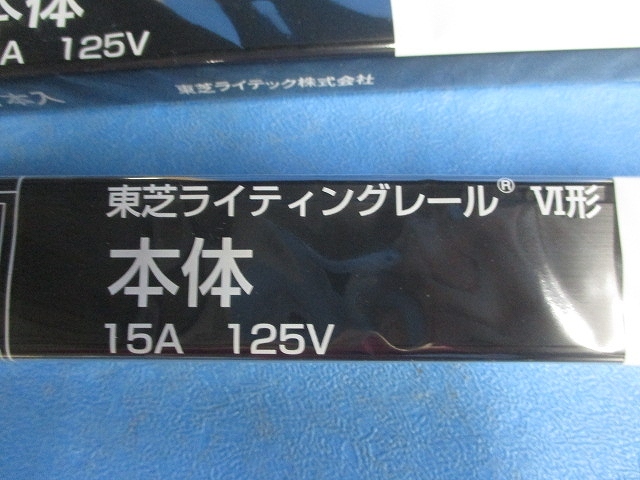 本体
A 125V
本入
東芝ライテック株式会社
東芝ライティングレール® Ⅵ形
本体
15A 125V